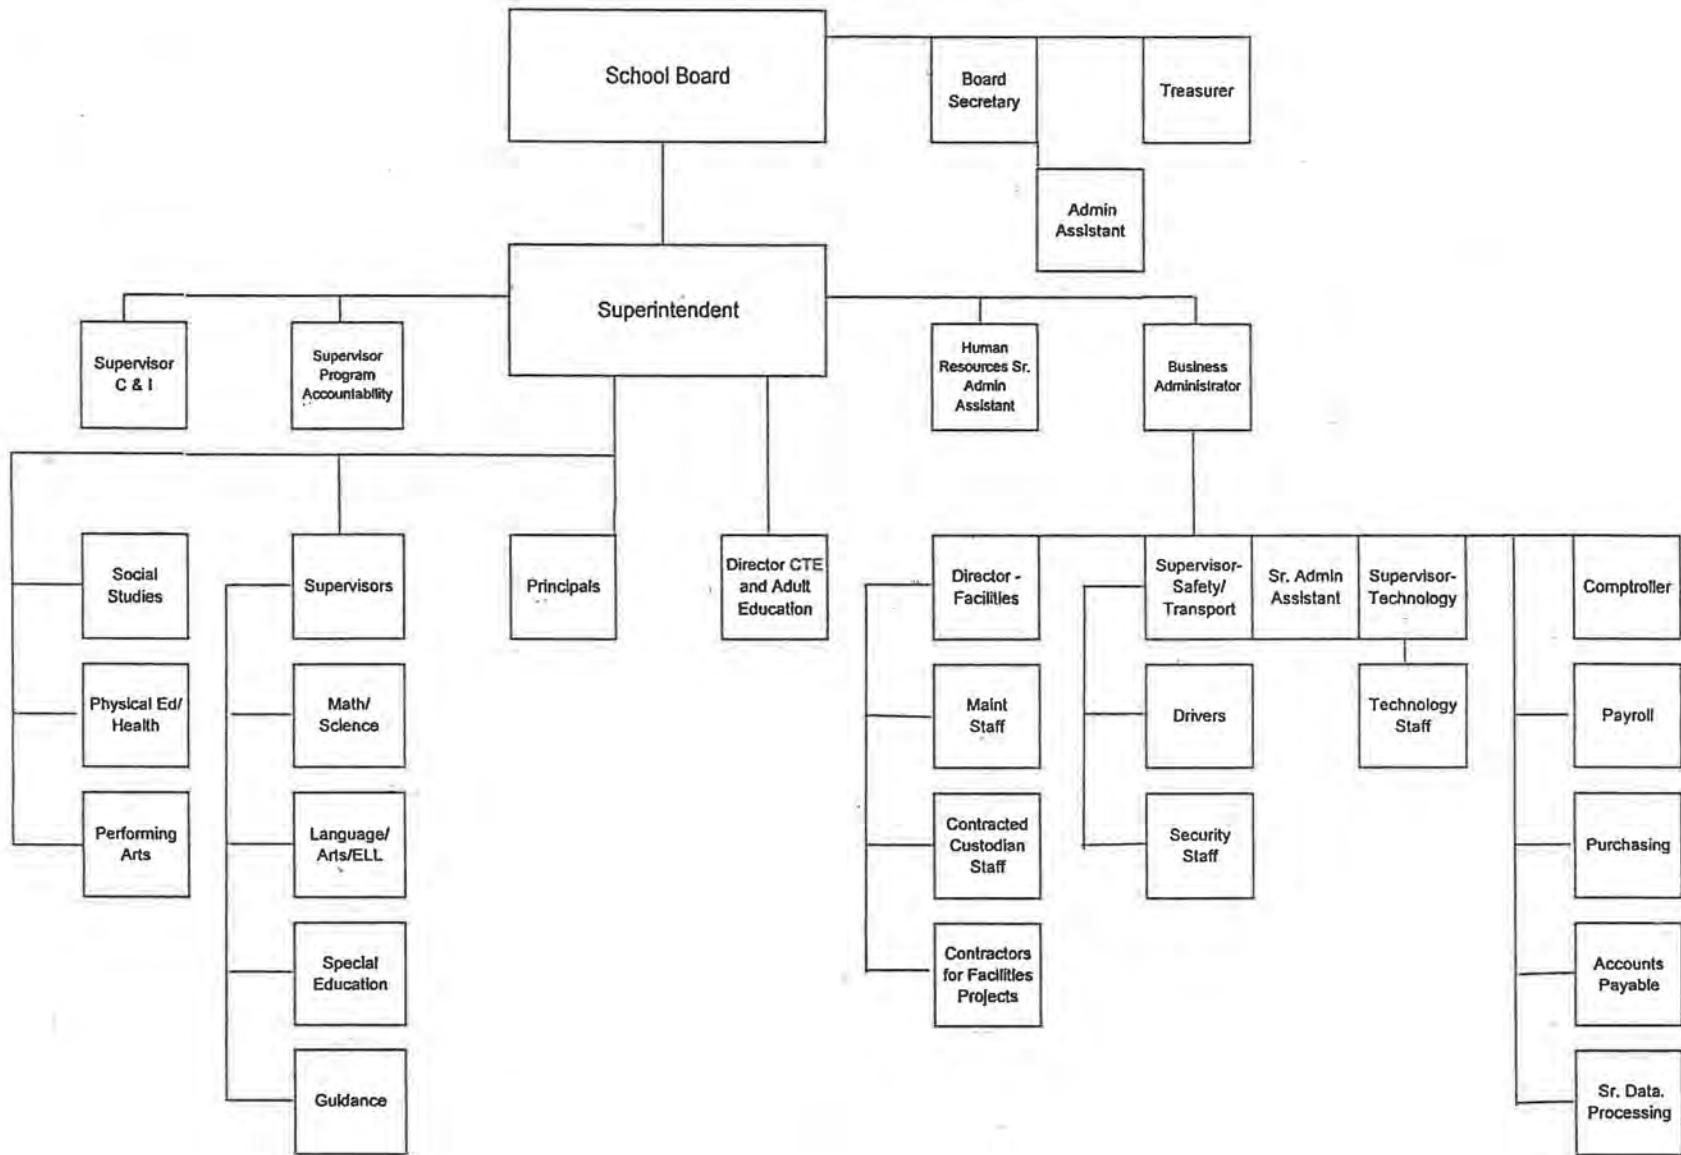 School Board
Board
Secretary
Treasurer
Admin
Assistant
Superintendent
Supervisor
C & I
Supervisor
Program
Accountability
Human
Resources Sr.
Admin
Assistant
Business
Administrator
Social
Studies
Supervisors
Principals
Director CTE
and Adult
Education
Director -
Facilities
Supervisor-
Safety/
Transport
Sr. Admin
Assistant
Supervisor-
Technology
Comptroller
Physical Ed/
Health
Math/
Science
Maint
Staff
Drivers
Technology
Staff
Payroll
Performing
Arts
Language/
Arts/ELL
Contracted
Custodian
Staff
Security
Staff
Purchasing
Special
Education
Contractors
for Facilities
Projects
Accounts
Payable
Guidance
Sr. Data.
Processing